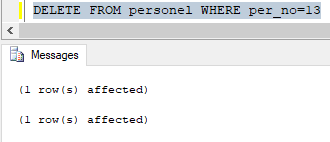 DELETE FROM personel WHERE per_no=13
Messages
(1 row(s) affected)
(1 row(s) affected)